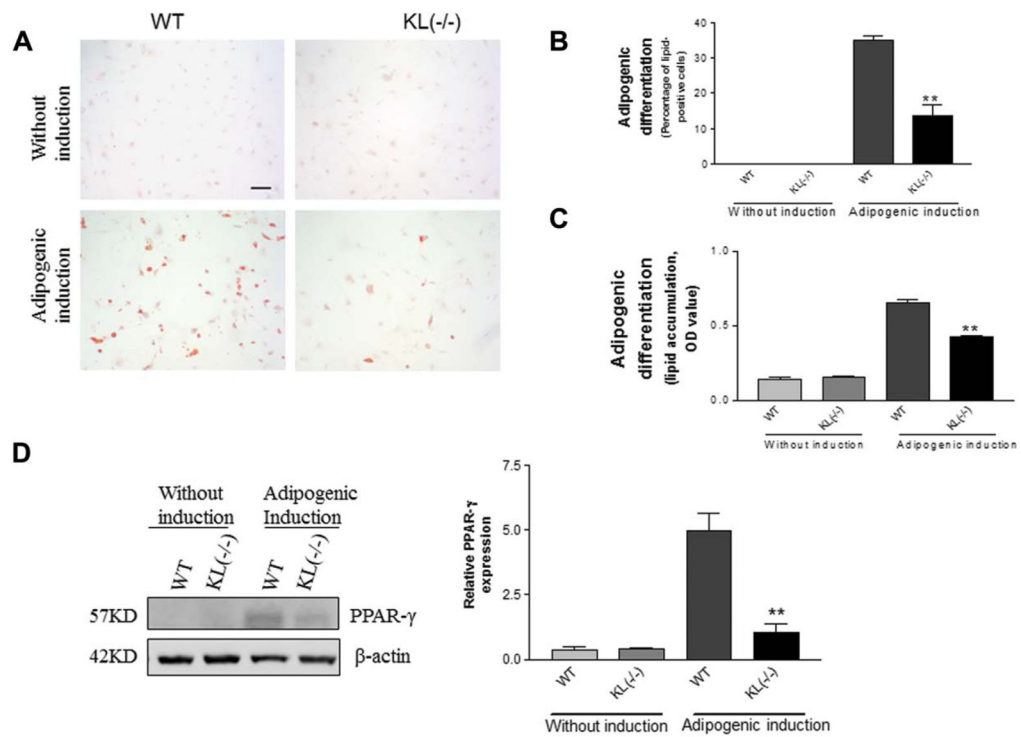 A
WT
KL(-/-)
Without
induction
Adipogenic
induction
B
Adipogenic
differentiation
(Percentage of lipid-
positive cells)
40
30
20
10
0
**
WT
KL(-/-)
WT
KL(-/-)
Without induction
Adipogenic induction
C
Adipogenic
differentiation
(lipid accumulation,
OD value)
1.0
0.5
0.0
**
WT
KL(-/-)
WT
KL(-/-)
Without induction
Adipogenic induction
D
Without
induction
Adipogenic
Induction
WT
KL(-/-)
WT
KL(-/-)
57KD
PPAR-γ
42KD
β-actin
Relative PPAR-γ
expression
7.5
5.0
2.5
0.0
**
WT
KL(-/-)
WT
KL(-/-)
Without induction
Adipogenic induction